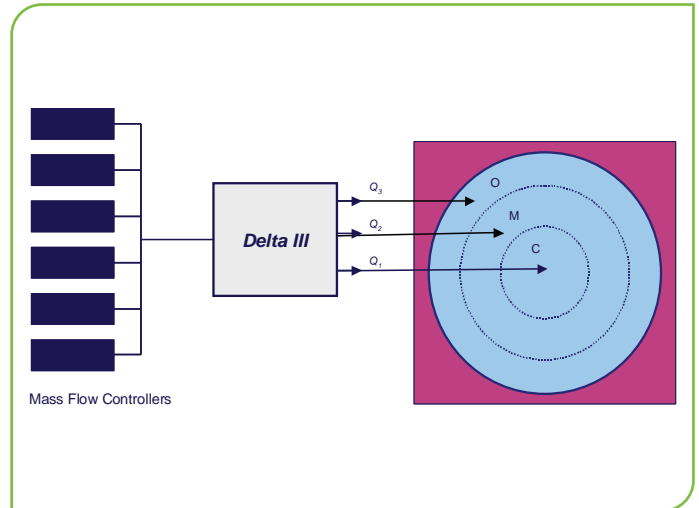 Q3
O
M
Delta III
Q2
C
Q1
Mass Flow Controllers